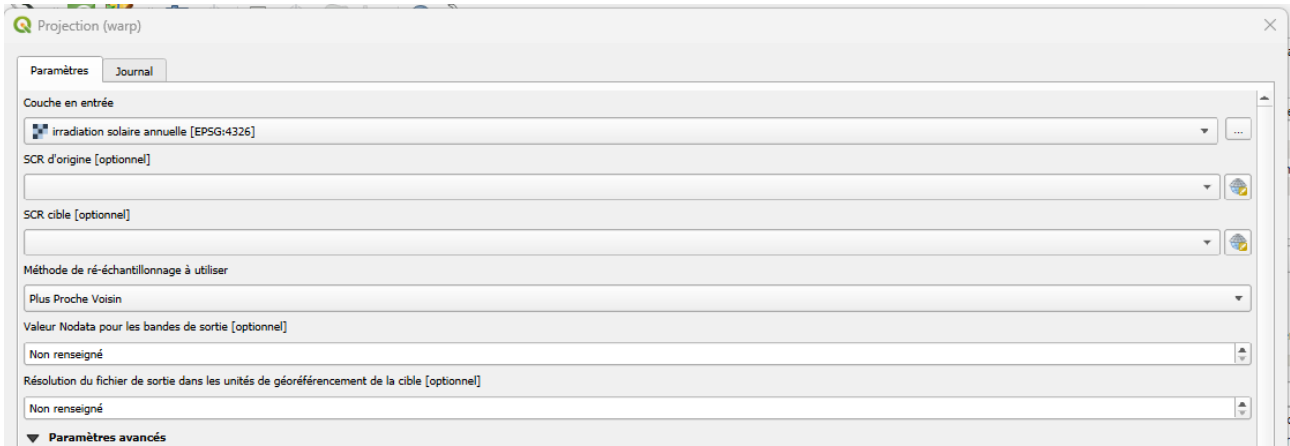 Projection (warp)
Paramètres Journal
Couche en entrée
irradiation solaire annuelle [EPSG:4326]
...
SCR d'origine [optionnel]
SCR cible [optionnel]
Méthode de ré-échantillonnage à utiliser
Plus Proche Voisin
Valeur Nodata pour les bandes de sortie [optionnel]
Non renseigné
Résolution du fichier de sortie dans les unités de géoréférencement de la cible [optionnel]
Non renseigné
Paramètres avancés